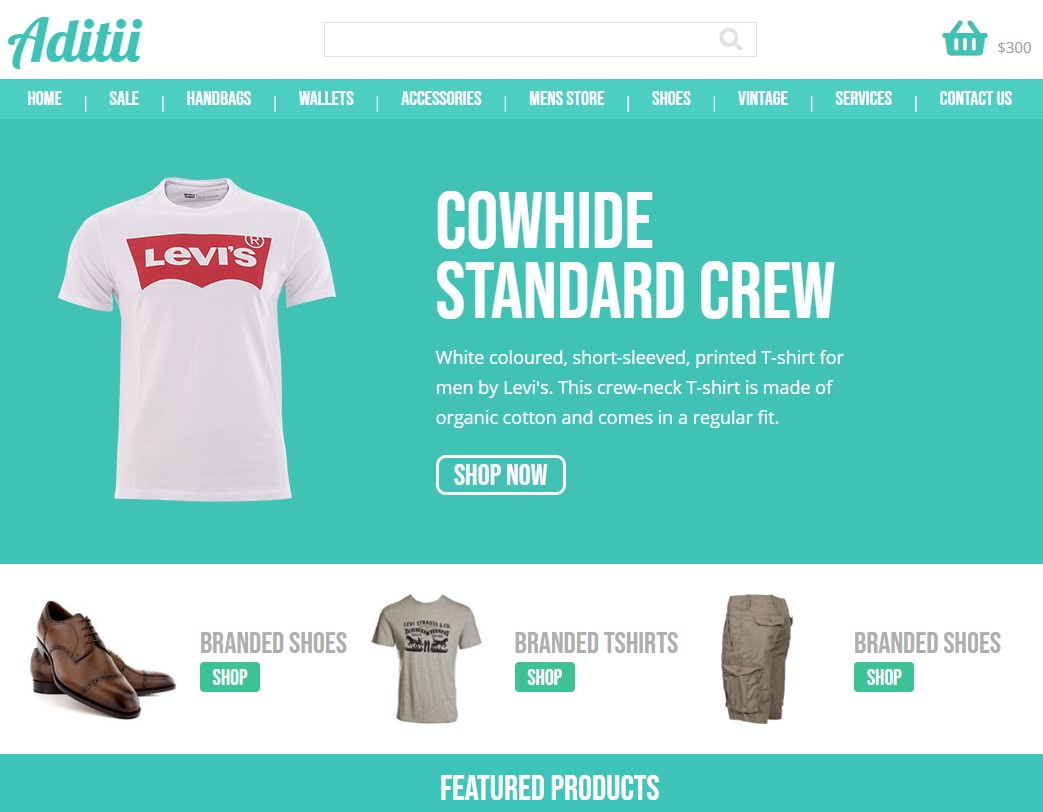 Aditii
$300
HOME | SALE | HANDBAGS | WALLETS | ACCESSORIES | MENS STORE | SHOES | VINTAGE | SERVICES | CONTACT US
LEVI'S ®
COWHIDE
STANDARD CREW
White coloured, short-sleeved, printed T-shirt for
men by Levi's. This crew-neck T-shirt is made of
organic cotton and comes in a regular fit.
SHOP NOW
BRANDED SHOES
SHOP
LEVI STRAUSS & CO.
BRANDED TSHIRTS
SHOP
BRANDED SHOES
SHOP
FEATURED PRODUCTS